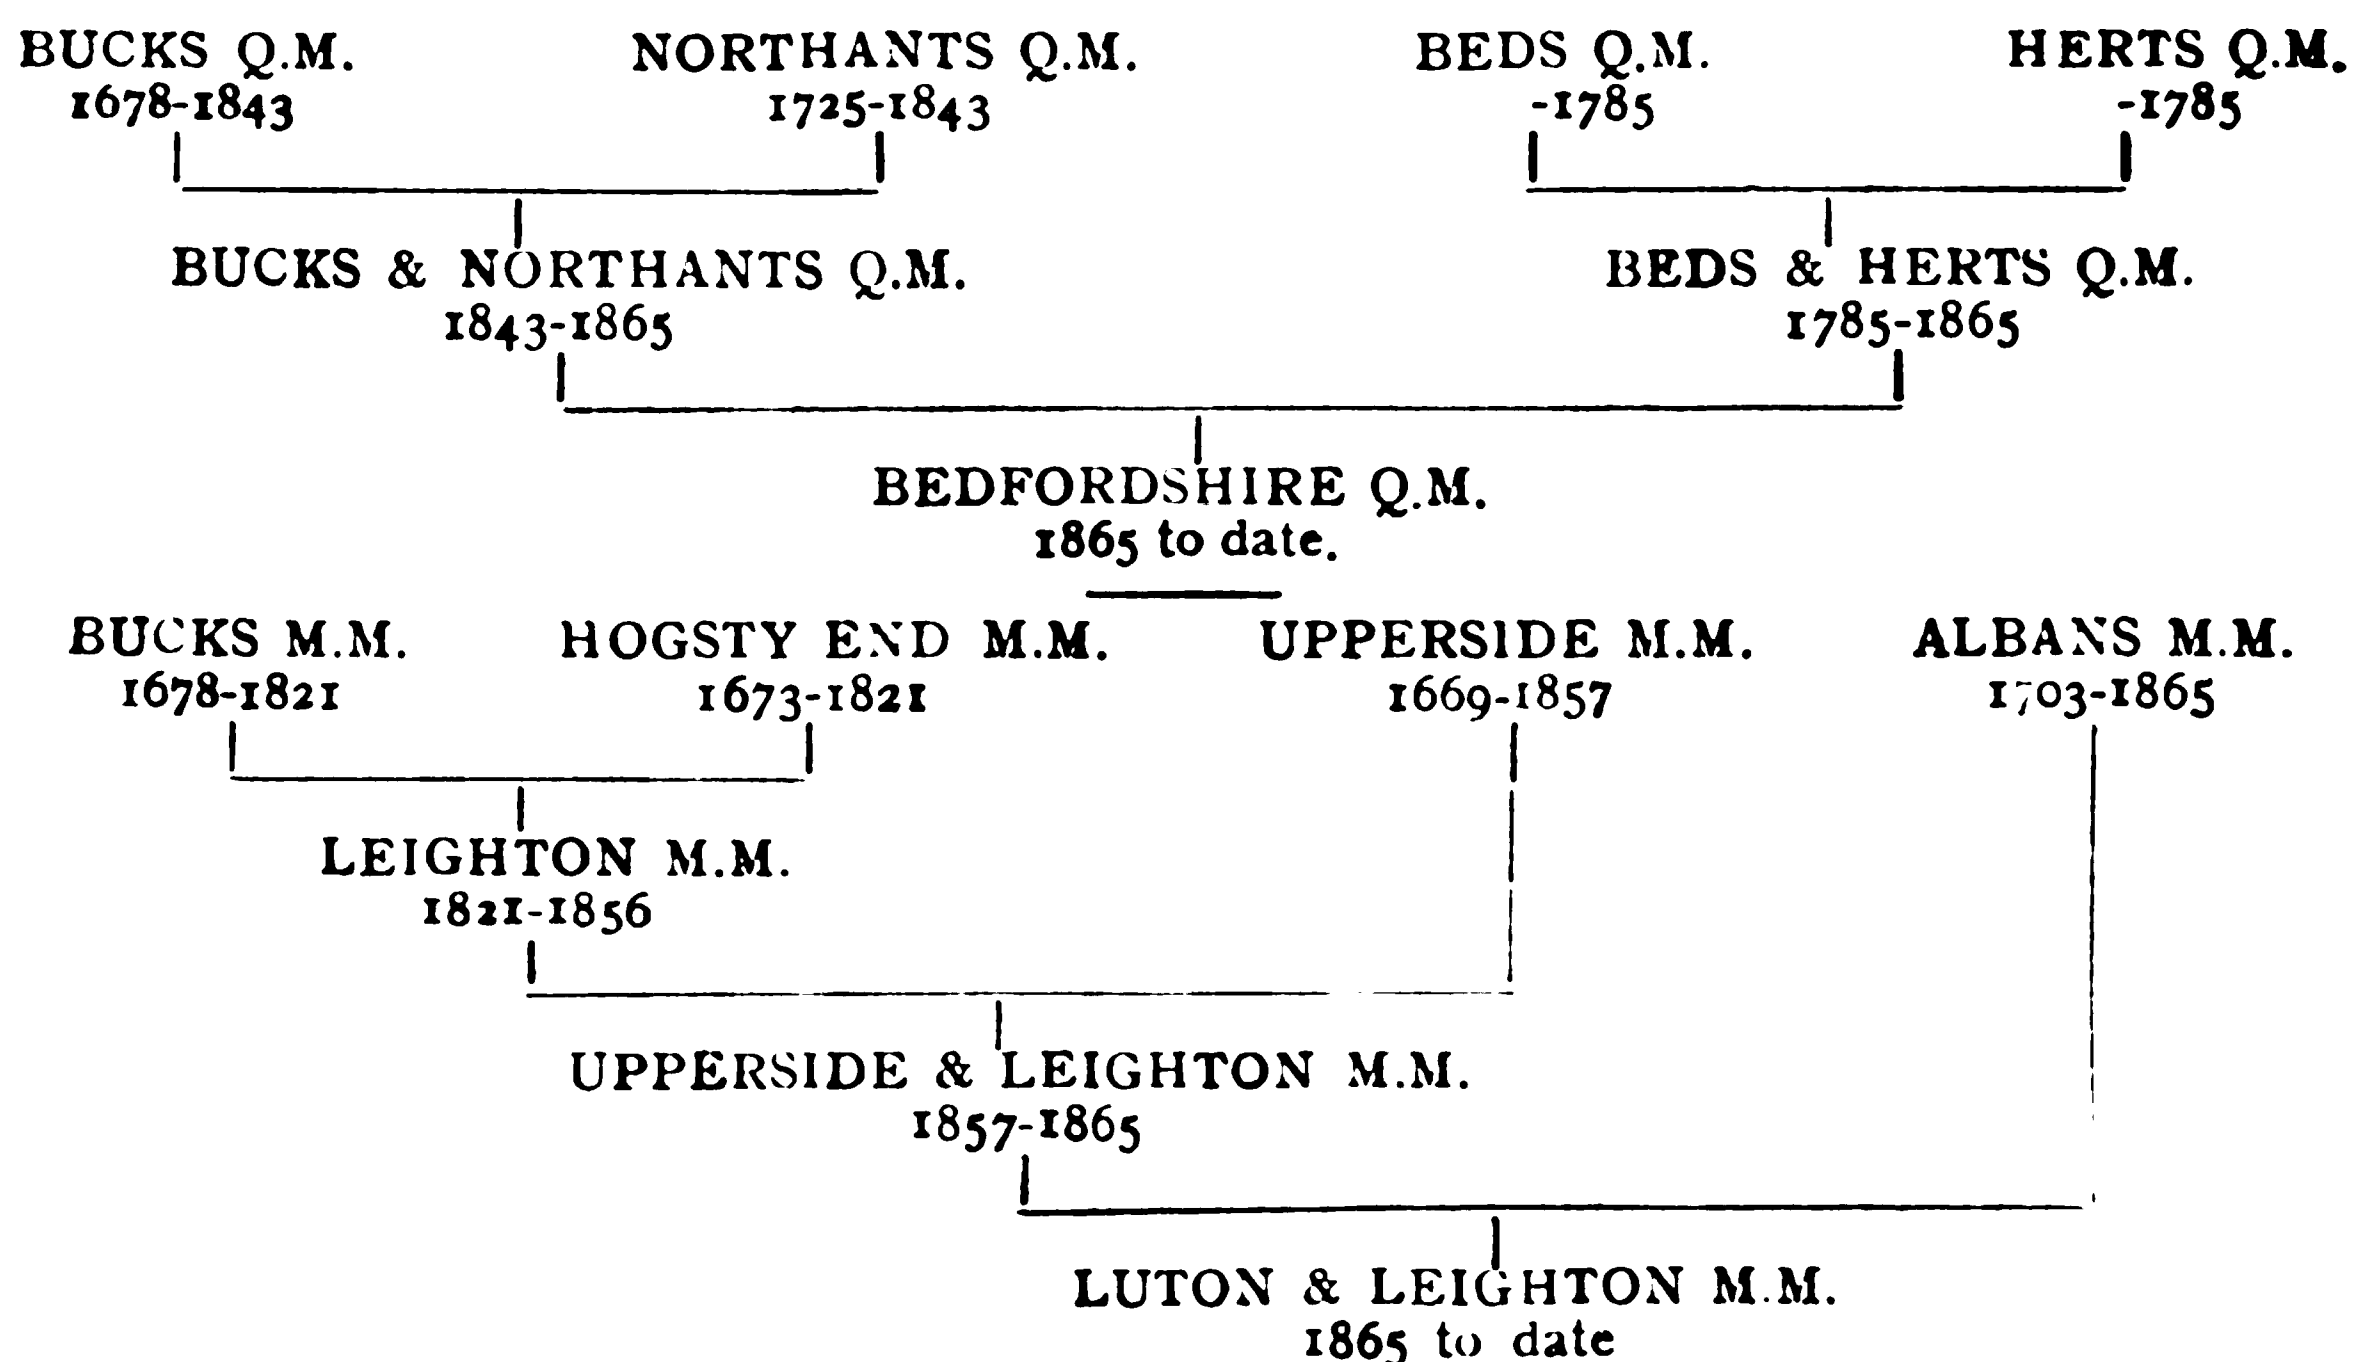 BUCKS Q.M. NORTHANTS Q.M. BEDS Q.M. HERTS Q.M.
1678-1843 1725-1843 -1785 -1785
BUCKS & NORTHANTS Q.M. BEDS & HERTS Q.M.
1843-1865 1785-1865
BEDFORDSHIRE Q.M.
1865 to date.
BUCKS M.M. HOGSTY END M.M. UPPERSIDE M.M. ALBANS M.M.
1678-1821 1673-1821 1669-1857 1703-1865
LEIGHTON M.M.
1821-1856
UPPERSIDE & LEIGHTON M.M.
1857-1865
LUTON & LEIGHTON M.M.
1865 to date